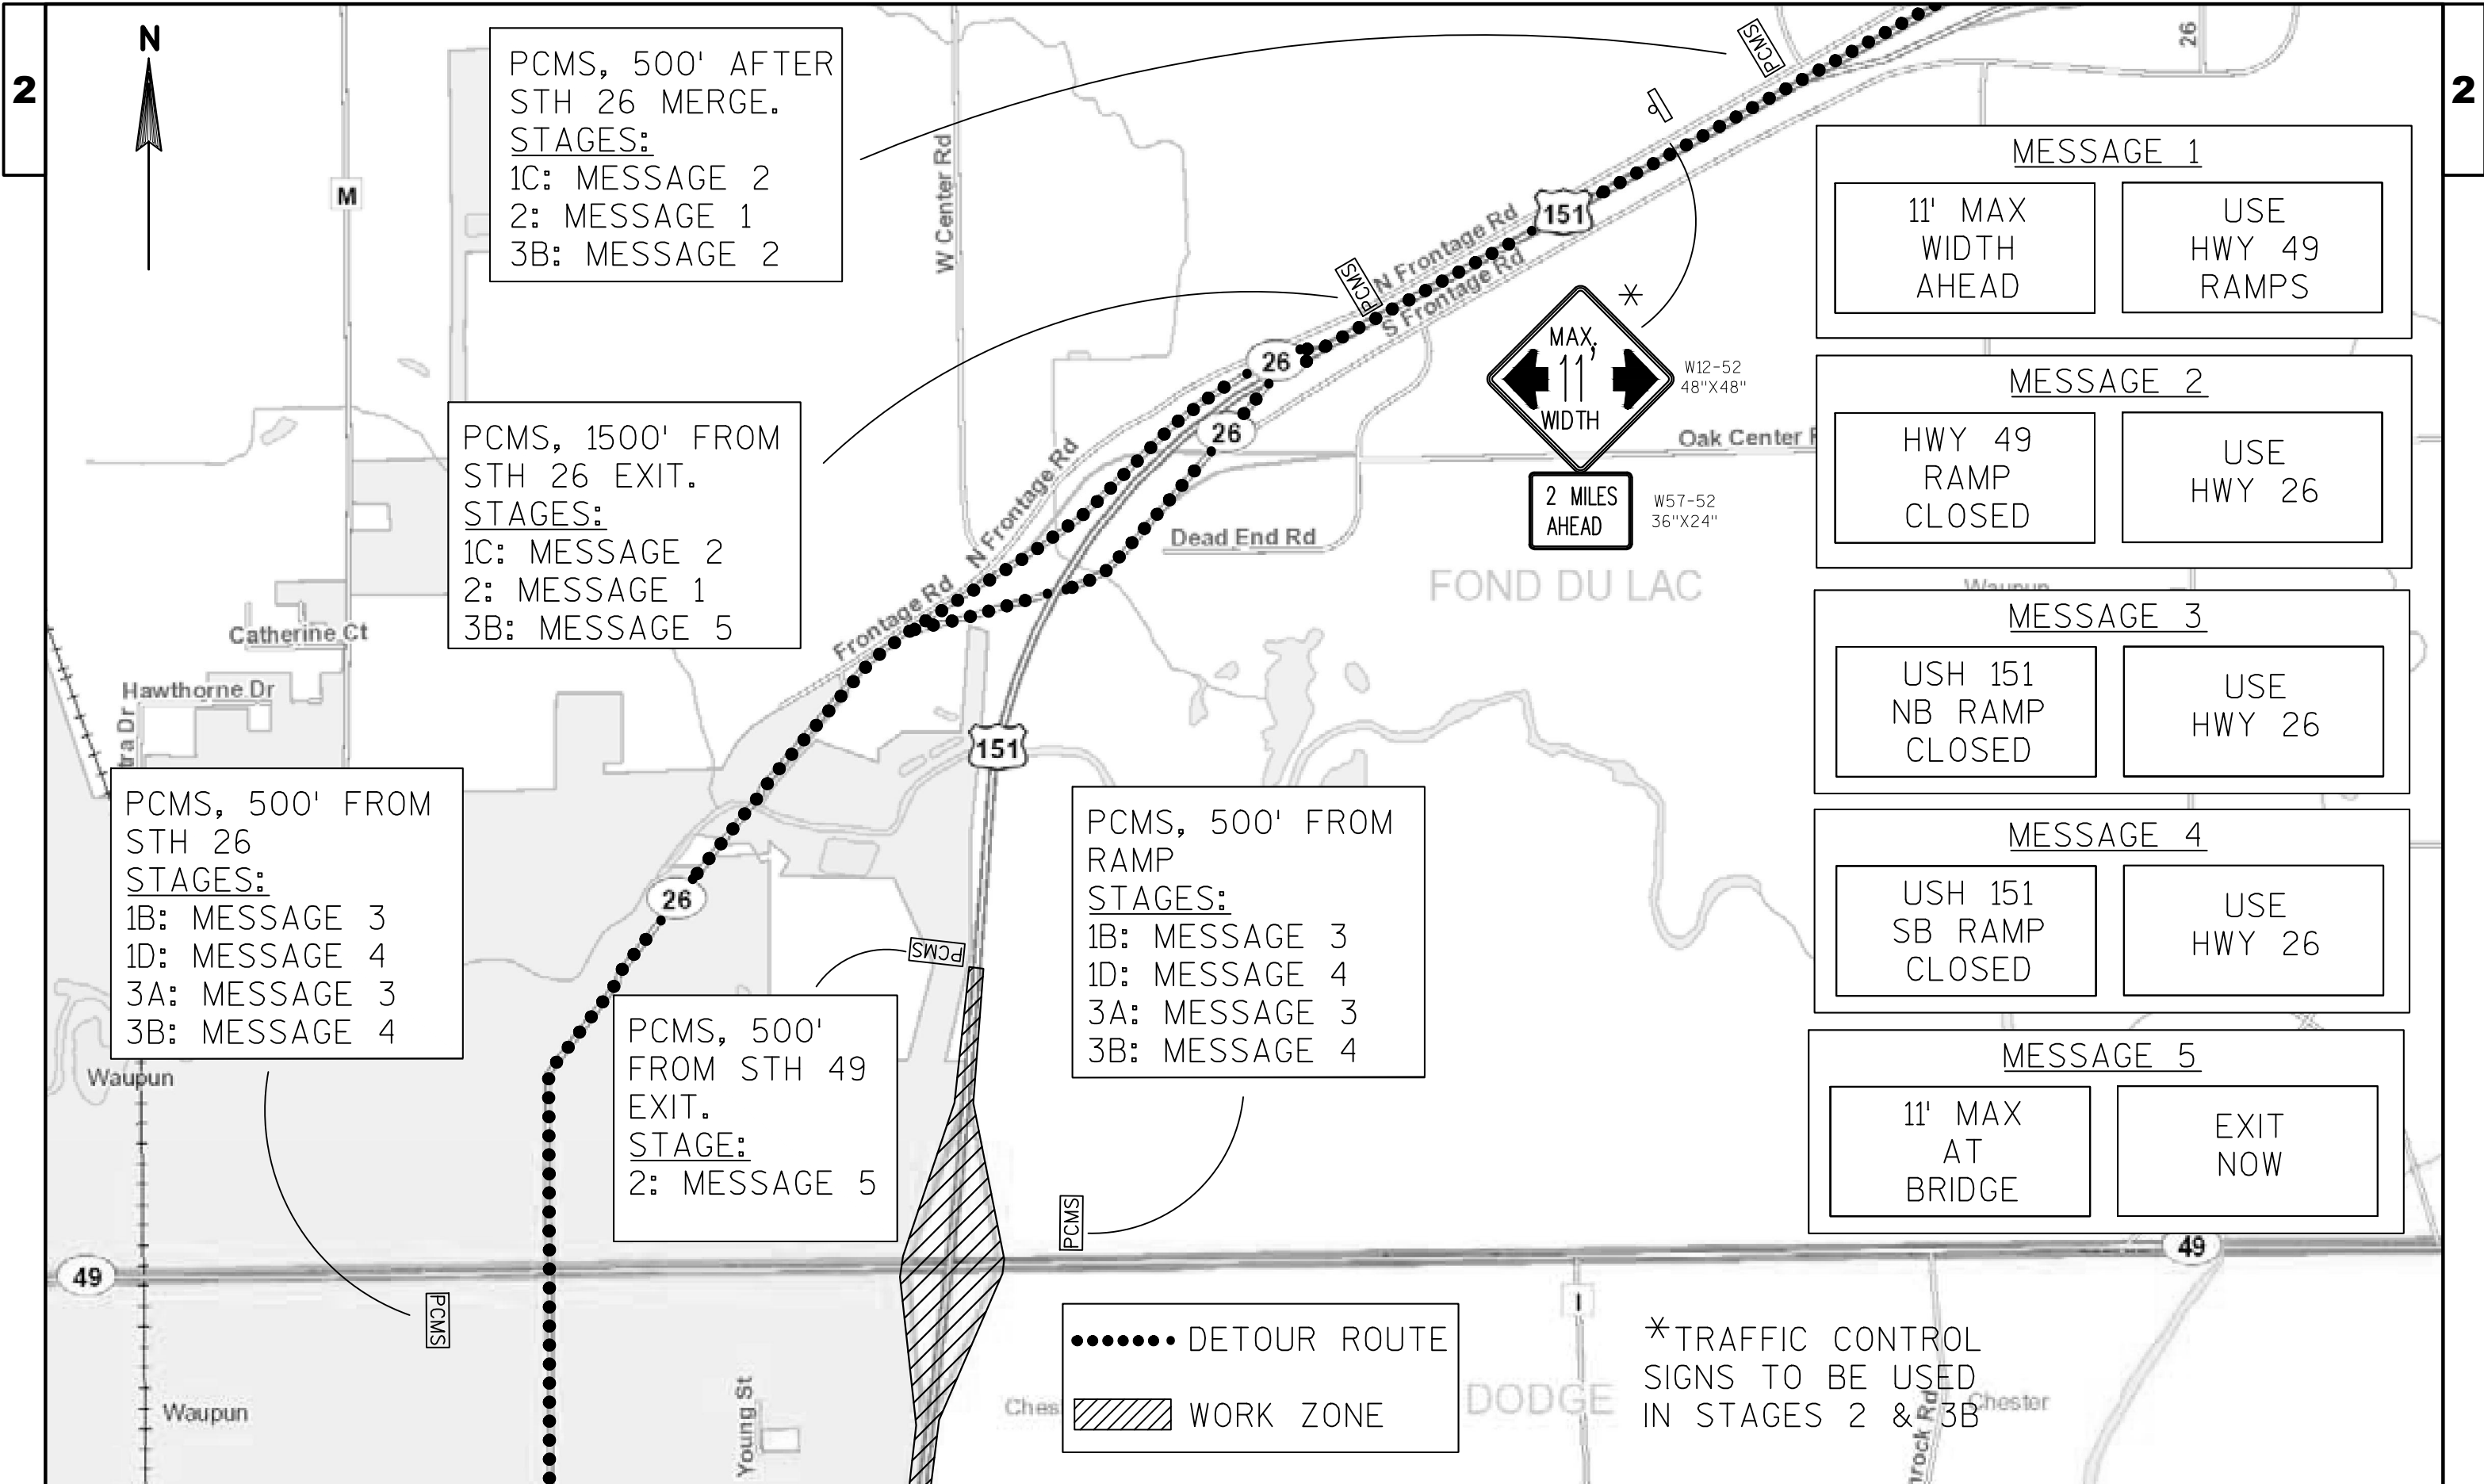 2
2
N
PCMS, 500' AFTER
STH 26 MERGE.
STAGES:
1C: MESSAGE 2
2: MESSAGE 1
3B: MESSAGE 2
PCMS
26
M
W Center Rd
MESSAGE 1
11' MAX
WIDTH
AHEAD
USE
HWY 49
RAMPS
151
N Frontage Rd
S Frontage Rd
PCMS
*
MAX.
11'
WIDTH
W12-52
48"X48"
2 MILES
AHEAD
W57-52
36"X24"
26
26
Oak Center
MESSAGE 2
HWY 49
RAMP
CLOSED
USE
HWY 26
PCMS, 1500' FROM
STH 26 EXIT.
STAGES:
1C: MESSAGE 2
2: MESSAGE 1
3B: MESSAGE 5
N Frontage Rd
Dead End Rd
FOND DU LAC
Waupun
Frontage Rd
Catherine Ct
Hawthorne Dr
tra Dr
MESSAGE 3
USH 151
NB RAMP
CLOSED
USE
HWY 26
151
PCMS, 500' FROM
STH 26
STAGES:
1B: MESSAGE 3
1D: MESSAGE 4
3A: MESSAGE 3
3B: MESSAGE 4
26
PCMS
PCMS, 500' FROM
RAMP
STAGES:
1B: MESSAGE 3
1D: MESSAGE 4
3A: MESSAGE 3
3B: MESSAGE 4
MESSAGE 4
USH 151
SB RAMP
CLOSED
USE
HWY 26
PCMS, 500'
FROM STH 49
EXIT.
STAGE:
2: MESSAGE 5
MESSAGE 5
11' MAX
AT
BRIDGE
EXIT
NOW
Waupun
PCMS
49
49
PCMS
I
DETOUR ROUTE
WORK ZONE
*TRAFFIC CONTROL
SIGNS TO BE USED
IN STAGES 2 & 3B
Waupun
Young St
Ches
DODGE
Chester
rock Rd